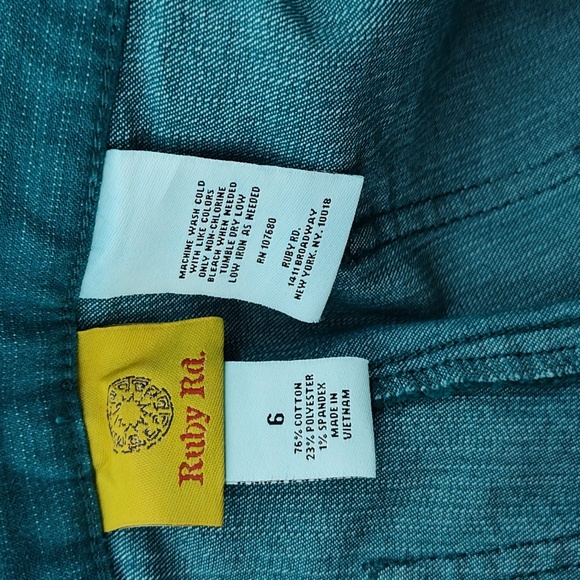 MACHINE WASH COLD
WITH LIKE COLORS
ONLY NON-CHLORINE
BLEACH WHEN NEEDED
TUMBLE DRY LOW
LOW IRON AS NEEDED
RN 107680
RUBY RD.
1411 BROADWAY
NEW YORK, NY. 10018
Ruby Rd.
6
76% COTTON
23% POLYESTER
1% SPANDEX
MADE IN
VIETNAM